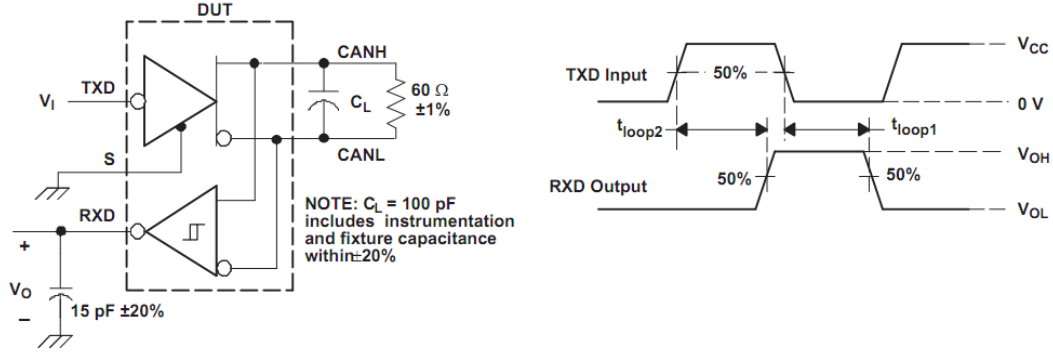 DUT
CANH
TXD
V_I
C_L
60 Ω
±1%
S
CANL
RXD
NOTE: C_L = 100 pF
includes instrumentation
and fixture capacitance
within±20%
+
V_O
15 pF ±20%
–
V_CC
TXD Input
50%
0 V
t_loop2
t_loop1
V_OH
50%
50%
RXD Output
V_OL